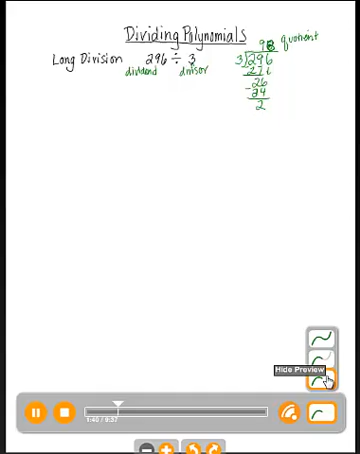 Dividing Polynomials
98 quotient
Long Division 296 ÷ 3 3)296
dividend divisor 27↓
26
-24
2
Hide Preview
1:40 / 9:37